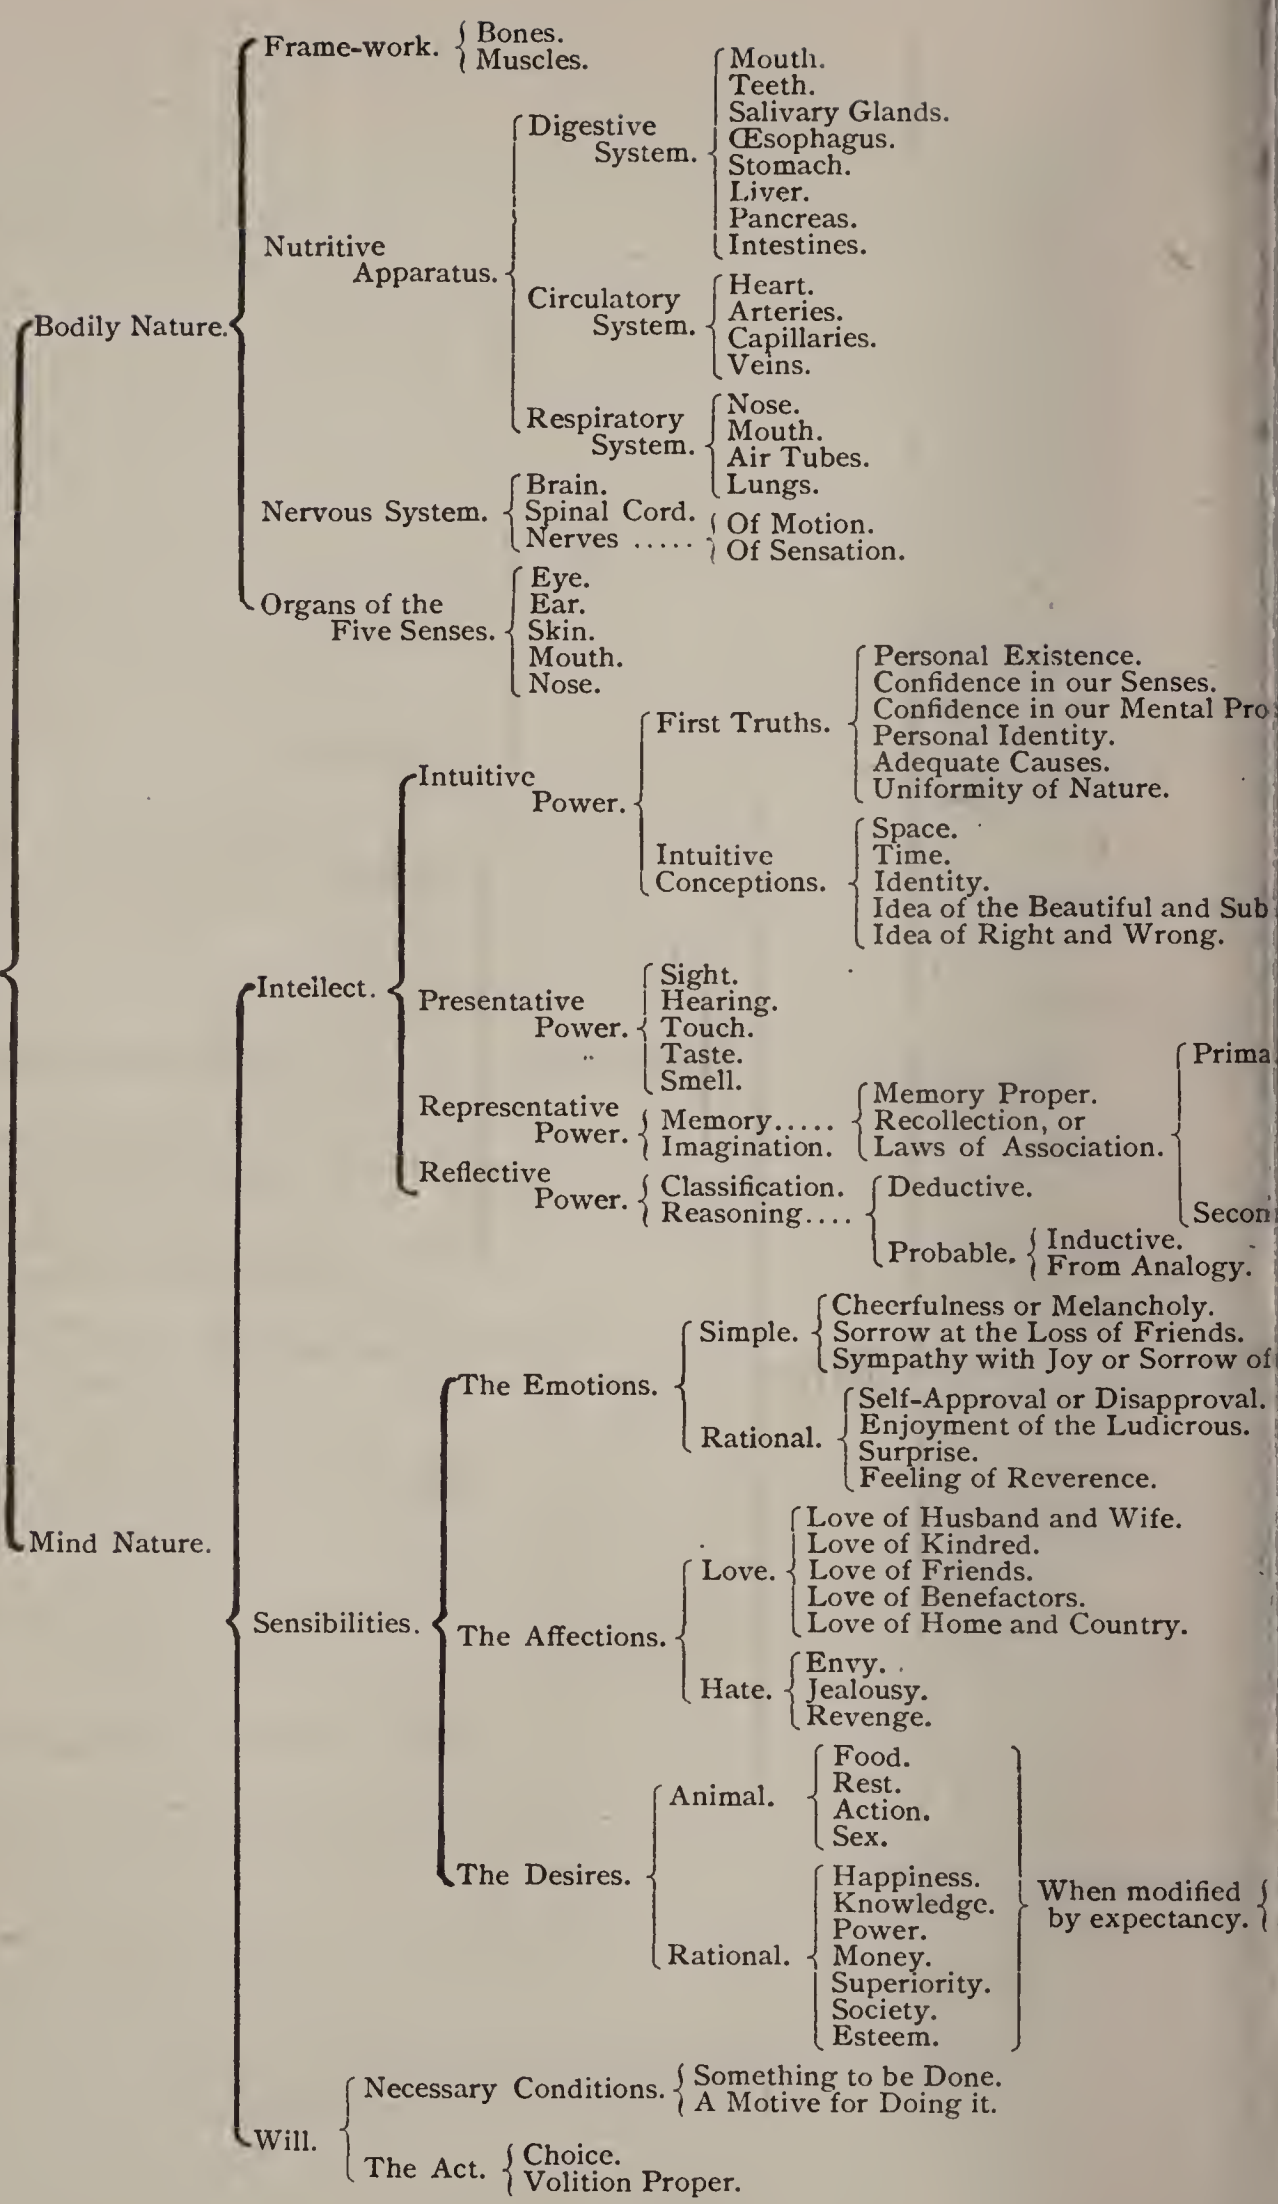 Frame-work.
Bones.
Muscles.
Digestive
System.
Mouth.
Teeth.
Salivary Glands.
Œsophagus.
Stomach.
Liver.
Pancreas.
Intestines.
Nutritive
Apparatus.
Circulatory
System.
Heart.
Arteries.
Capillaries.
Veins.
Bodily Nature.
Respiratory
System.
Nose.
Mouth.
Air Tubes.
Lungs.
Nervous System.
Brain.
Spinal Cord.
Nerves .....
Of Motion.
Of Sensation.
Organs of the
Five Senses.
Eye.
Ear.
Skin.
Mouth.
Nose.
First Truths.
Personal Existence.
Confidence in our Senses.
Confidence in our Mental Pro
Personal Identity.
Adequate Causes.
Uniformity of Nature.
Intuitive
Power.
Intuitive
Conceptions.
Space.
Time.
Identity.
Idea of the Beautiful and Sub
Idea of Right and Wrong.
Intellect.
Presentative
Power.
Sight.
Hearing.
Touch.
Taste.
Smell.
Representative
Power.
Memory.....
Imagination.
Memory Proper.
Recollection, or
Laws of Association.
Prima
Secon
Reflective
Power.
Classification.
Reasoning....
Deductive.
Probable.
Inductive.
From Analogy.
Mind Nature.
Sensibilities.
The Emotions.
Simple.
Cheerfulness or Melancholy.
Sorrow at the Loss of Friends.
Sympathy with Joy or Sorrow of
Rational.
Self-Approval or Disapproval.
Enjoyment of the Ludicrous.
Surprise.
Feeling of Reverence.
The Affections.
Love.
Love of Husband and Wife.
Love of Kindred.
Love of Friends.
Love of Benefactors.
Love of Home and Country.
Hate.
Envy.
Jealousy.
Revenge.
The Desires.
Animal.
Food.
Rest.
Action.
Sex.
Rational.
Happiness.
Knowledge.
Power.
Money.
Superiority.
Society.
Esteem.
When modified
by expectancy.
Will.
Necessary Conditions.
Something to be Done.
A Motive for Doing it.
The Act.
Choice.
Volition Proper.